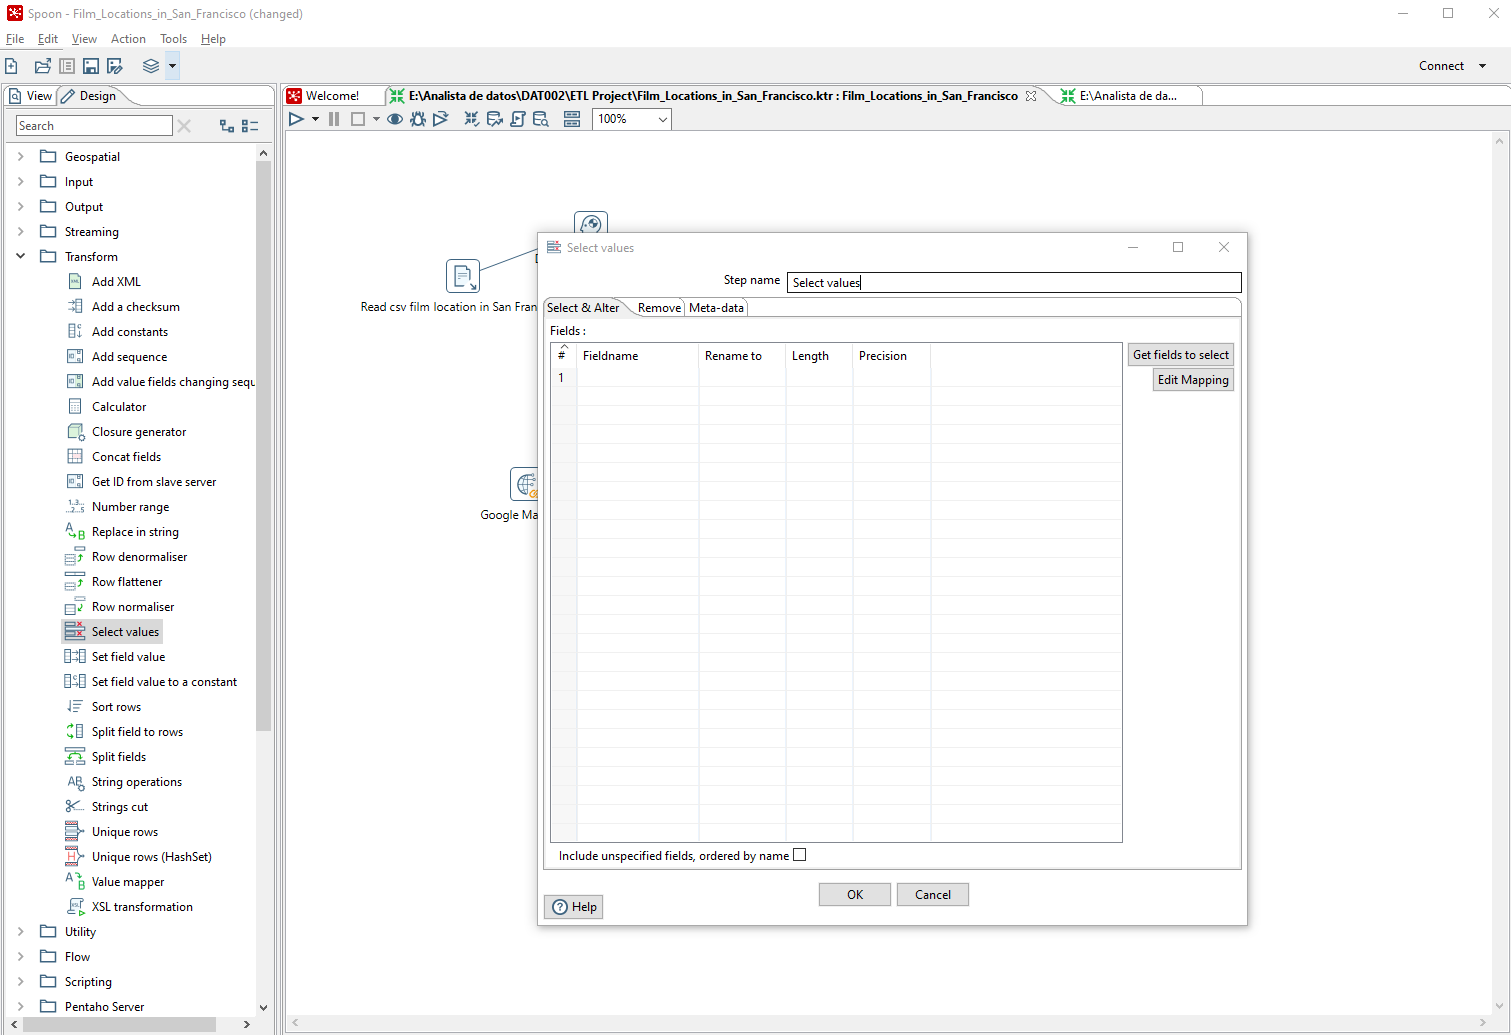 Spoon - Film_Locations_in_San_Francisco (changed)
File Edit View Action Tools Help
Connect
View Design
Welcome! E:\Analista de datos\DAT002\ETL Project\Film_Locations_in_San_Francisco.ktr : Film_Locations_in_San_Francisco E:\Analista de da...
Search
100%
Geospatial
Input
Output
Streaming
Transform
Add XML
Add a checksum
Add constants
Add sequence
Add value fields changing sequ
Calculator
Closure generator
Concat fields
Get ID from slave server
Number range
Replace in string
Row denormaliser
Row flattener
Row normaliser
Select values
Set field value
Set field value to a constant
Sort rows
Split field to rows
Split fields
String operations
Strings cut
Unique rows
Unique rows (HashSet)
Value mapper
XSL transformation
Utility
Flow
Scripting
Pentaho Server
Read csv film location in San Fran
Google Ma
Select values
Step name Select values
Select & Alter Remove Meta-data
Fields :
# Fieldname Rename to Length Precision
1
Get fields to select
Edit Mapping
Include unspecified fields, ordered by name
OK Cancel
Help